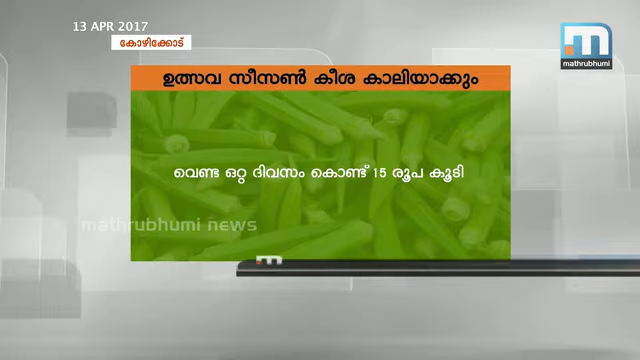 13 APR 2017
കോഴിക്കോട്
mathrubhumi
ഉത്സവ സീസൺ കീശ കാലിയാക്കും
വെണ്ട ഒറ്റ ദിവസം കൊണ്ട് 15 രൂപ കൂടി
mathrubhumi news